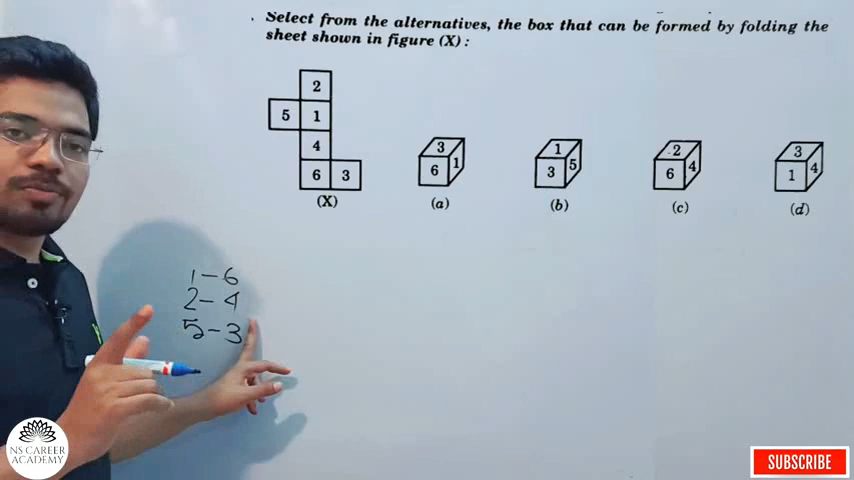 . Select from the alternatives, the box that can be formed by folding the
sheet shown in figure (X) :
2
5 1
4
6 3
(X)
3
6 1
(a)
1
3 5
(b)
2
6 4
(c)
3
1 4
(d)
1 – 6
2 – 4
5 – 3
NS CAREER
ACADEMY
SUBSCRIBE